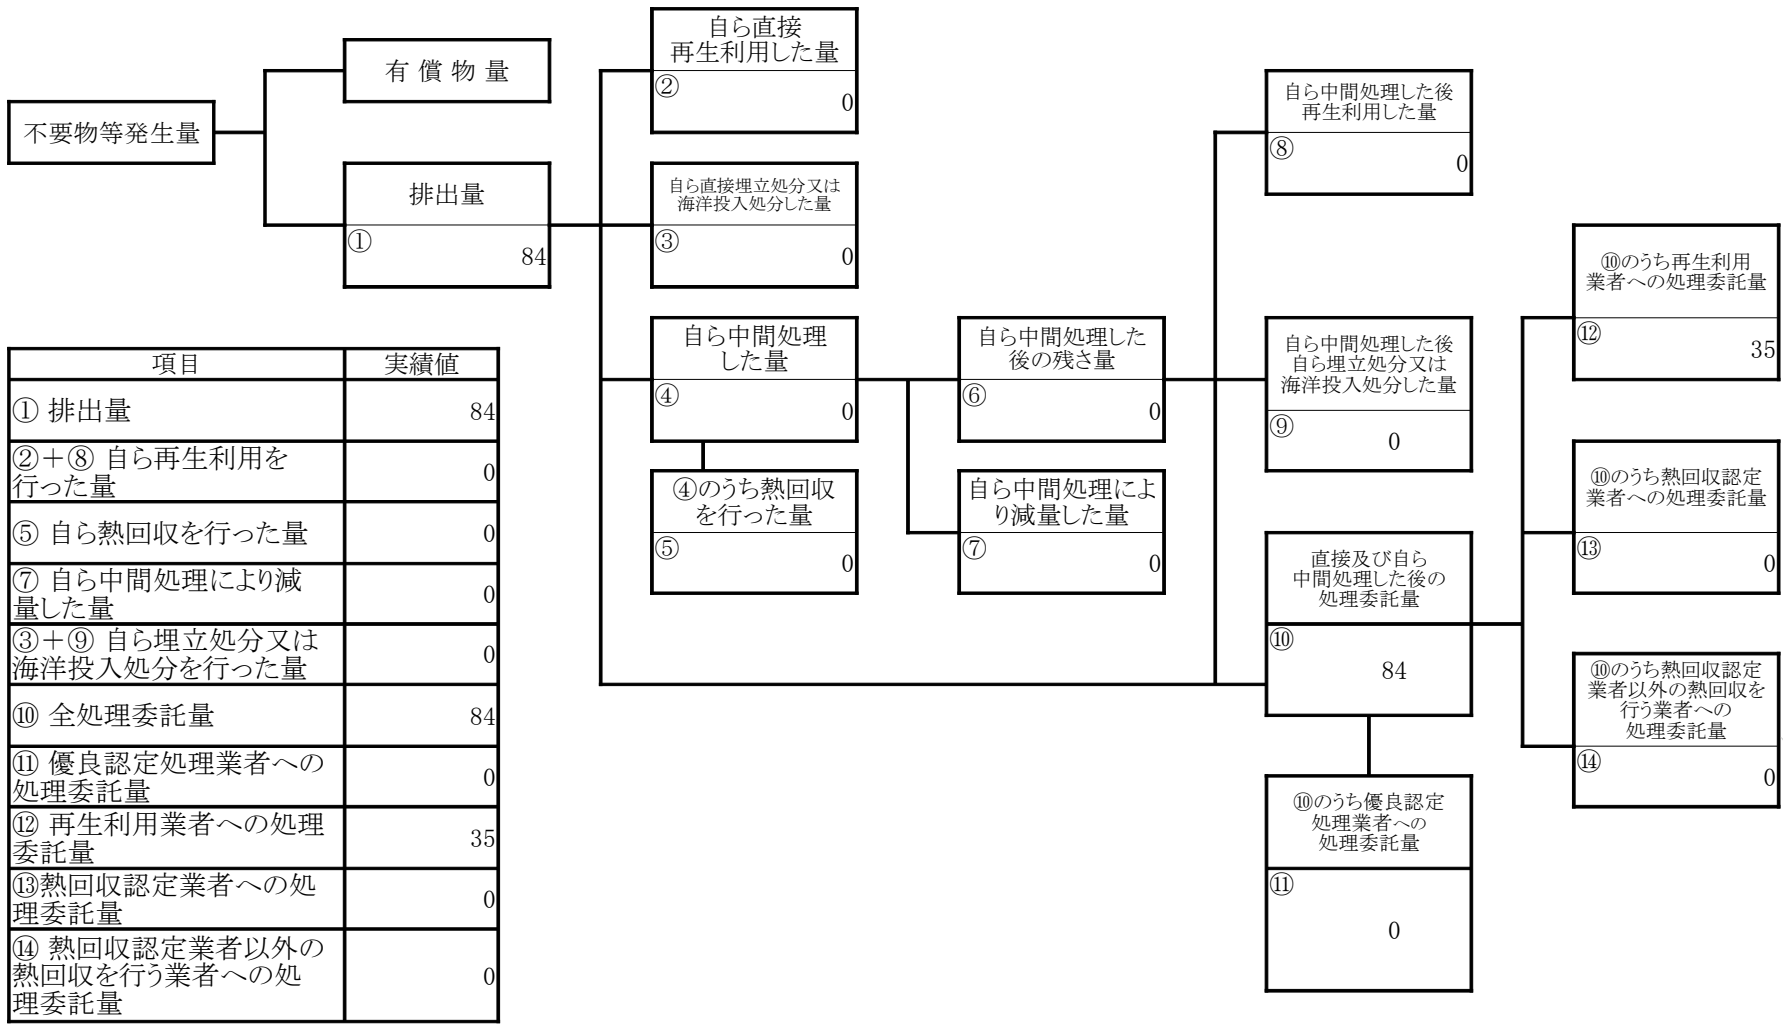 不要物等発生量
有 償 物 量
排出量
①
84
自ら直接
再生利用した量
②
0
自ら直接埋立処分又は
海洋投入処分した量
③
0
自ら中間処理
した量
④
0
④のうち熱回収
を行った量
⑤
0
自ら中間処理した
後の残さ量
⑥
0
自ら中間処理によ
り減量した量
⑦
0
自ら中間処理した後
再生利用した量
⑧
0
自ら中間処理した後
自ら埋立処分又は
海洋投入処分した量
⑨
0
直接及び自ら
中間処理した後の
処理委託量
⑩
84
⑩のうち優良認定
処理業者への
処理委託量
⑪
0
⑩のうち再生利用
業者への処理委託量
⑫
35
⑩のうち熱回収認定
業者への処理委託量
⑬
0
⑩のうち熱回収認定
業者以外の熱回収を
行う業者への
処理委託量
⑭
0
項目 実績値
① 排出量 84
②＋⑧ 自ら再生利用を
行った量 0
⑤ 自ら熱回収を行った量 0
⑦ 自ら中間処理により減
量した量 0
③＋⑨ 自ら埋立処分又は
海洋投入処分を行った量 0
⑩ 全処理委託量 84
⑪ 優良認定処理業者への
処理委託量 0
⑫ 再生利用業者への処理
委託量 35
⑬熱回収認定業者への処
理委託量 0
⑭ 熱回収認定業者以外の
熱回収を行う業者への処
理委託量 0